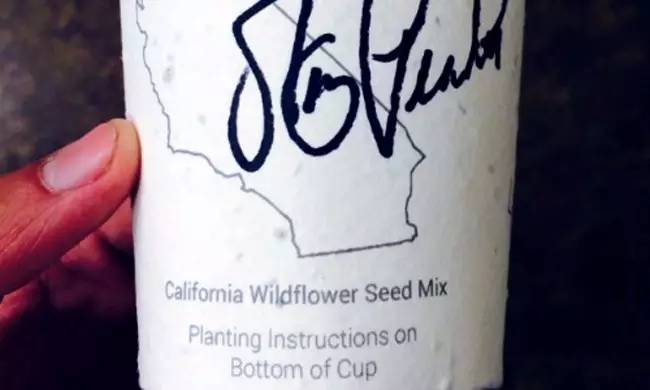 California Wildflower Seed Mix
Planting Instructions on
Bottom of Cup